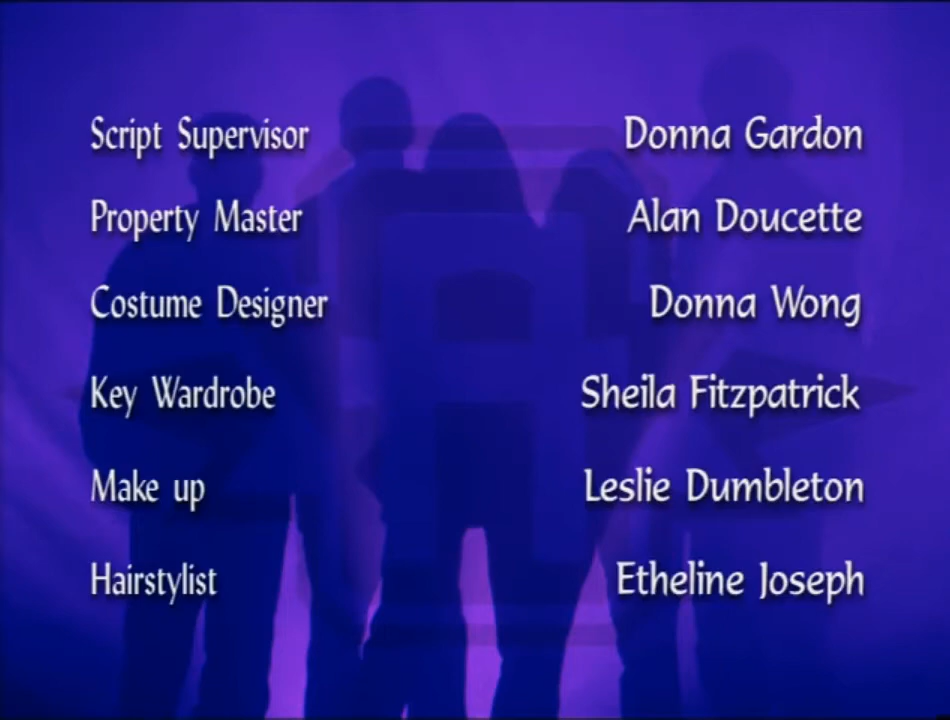 Script Supervisor Donna Gardon
Property Master Alan Doucette
Costume Designer Donna Wong
Key Wardrobe Sheila Fitzpatrick
Make up Leslie Dumbleton
Hairstylist Etheline Joseph